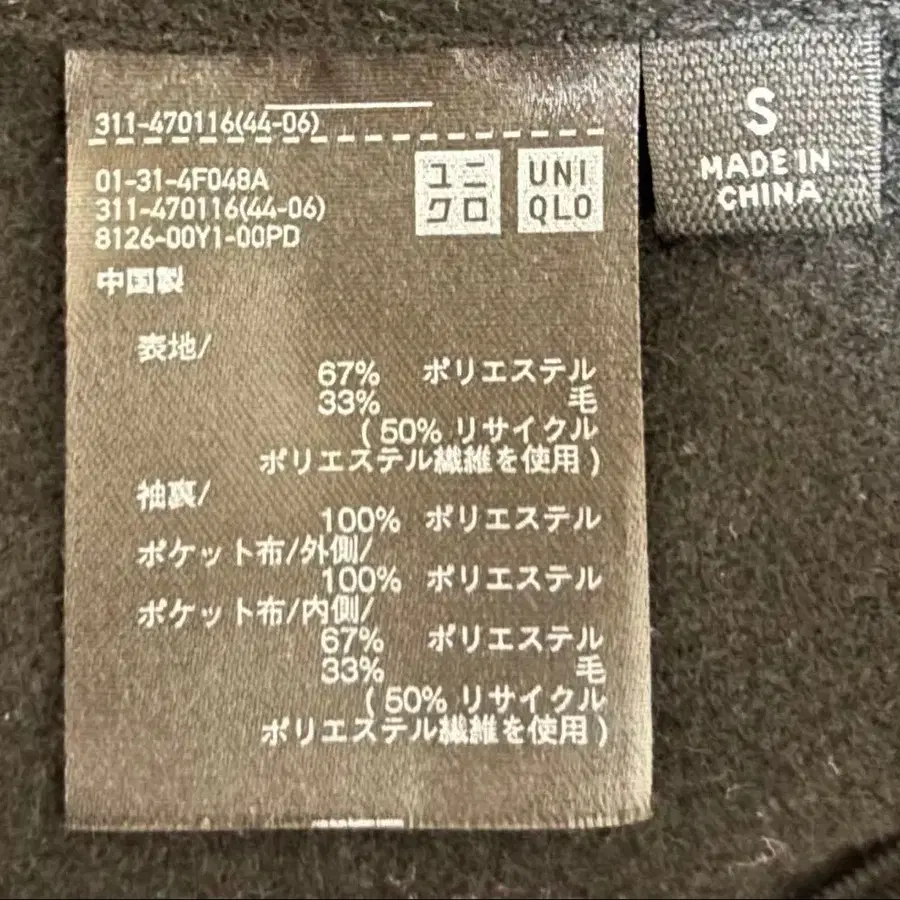 311-470116(44-06)
01-31-4F048A
311-470116(44-06)
8126-00Y1-00PD
ユニ
クロ
UNI
QLO
中国製
表地/
67% ポリエステル
33% 毛
( 50% リサイクル
ポリエステル繊維を使用 )
袖裏/
100% ポリエステル
ポケット布/外側/
100% ポリエステル
ポケット布/内側/
67% ポリエステル
33% 毛
( 50% リサイクル
ポリエステル繊維を使用 )
S
MADE IN
CHINA